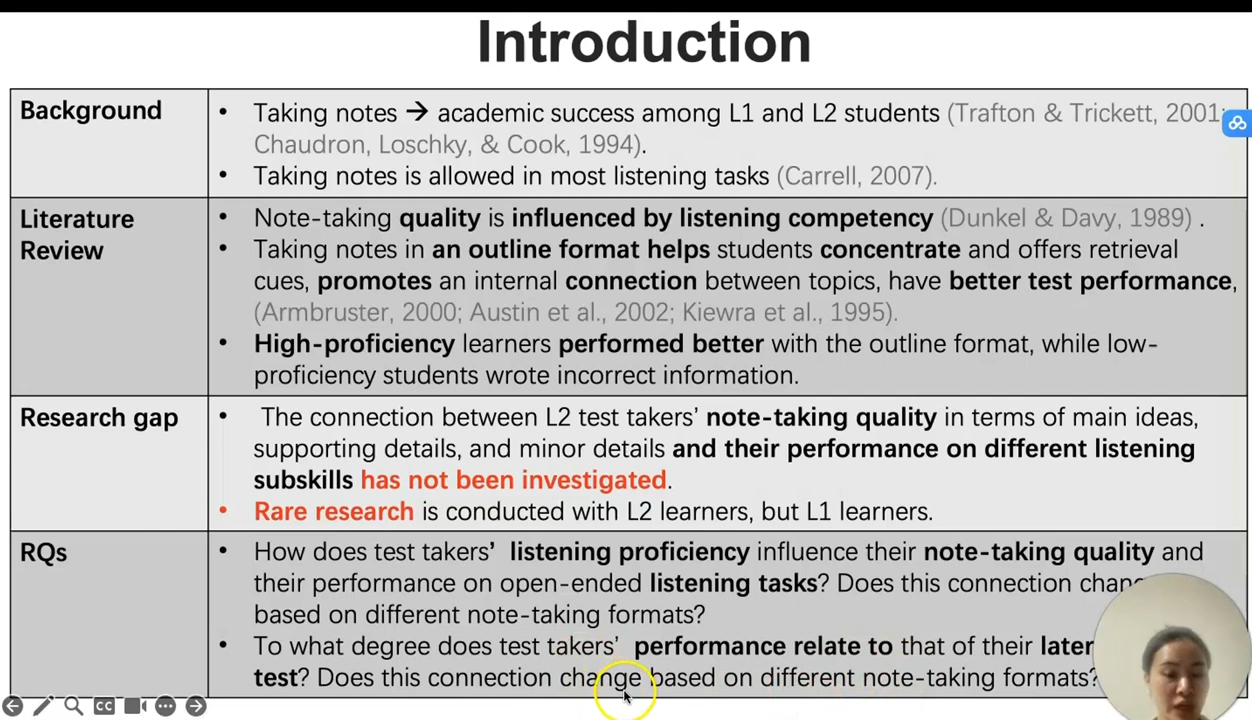 Introduction
Background
• Taking notes → academic success among L1 and L2 students (Trafton & Trickett, 2001;
Chaudron, Loschky, & Cook, 1994).
• Taking notes is allowed in most listening tasks (Carrell, 2007).
Literature
Review
• Note-taking quality is influenced by listening competency (Dunkel & Davy, 1989) .
• Taking notes in an outline format helps students concentrate and offers retrieval
cues, promotes an internal connection between topics, have better test performance,
(Armbruster, 2000; Austin et al., 2002; Kiewra et al., 1995).
• High-proficiency learners performed better with the outline format, while low-
proficiency students wrote incorrect information.
Research gap
• The connection between L2 test takers’ note-taking quality in terms of main ideas,
supporting details, and minor details and their performance on different listening
subskills has not been investigated.
• Rare research is conducted with L2 learners, but L1 learners.
RQs
• How does test takers’ listening proficiency influence their note-taking quality and
their performance on open-ended listening tasks? Does this connection
based on different note-taking formats?
• To what degree does test takers’ performance relate to that of their later
test? Does this connection change based on different note-taking formats?
CC